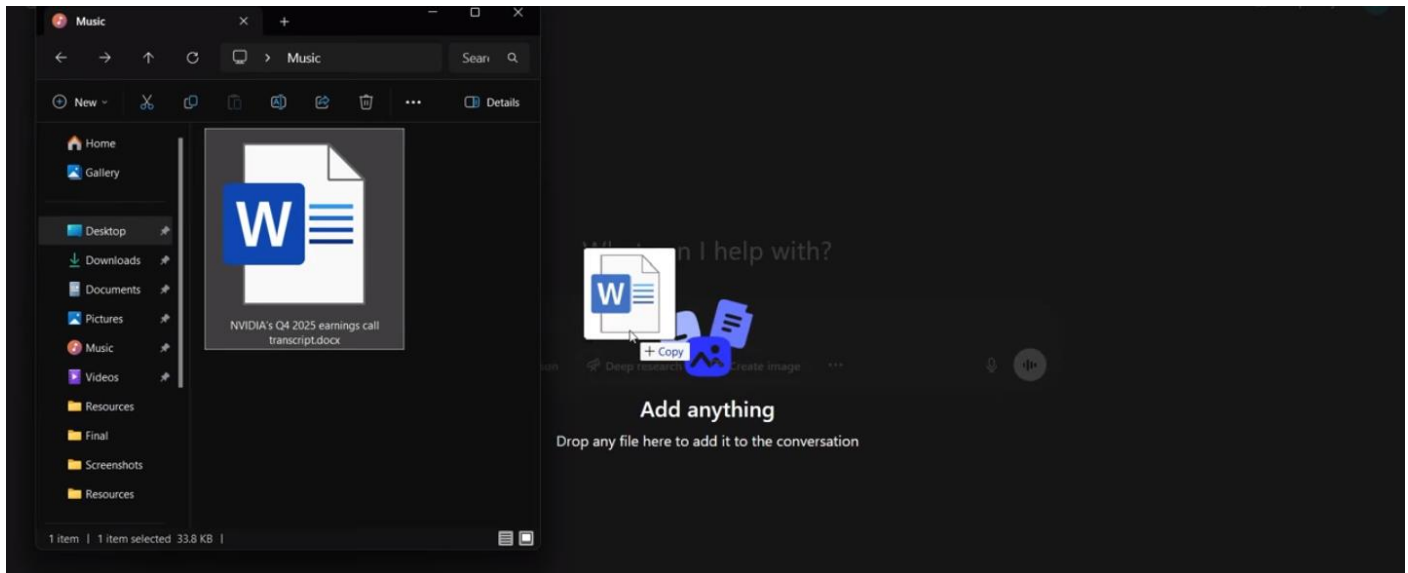 Music
Music
Sear
New
Details
Home
Gallery
Desktop
Downloads
Documents
Pictures
Music
Videos
Resources
Final
Screenshots
Resources
W
NVIDIA's Q4 2025 earnings call
transcript.docx
1 item | 1 item selected 33.8 KB |
n I help with?
W
+ Copy
Deep research
Create image
Add anything
Drop any file here to add it to the conversation